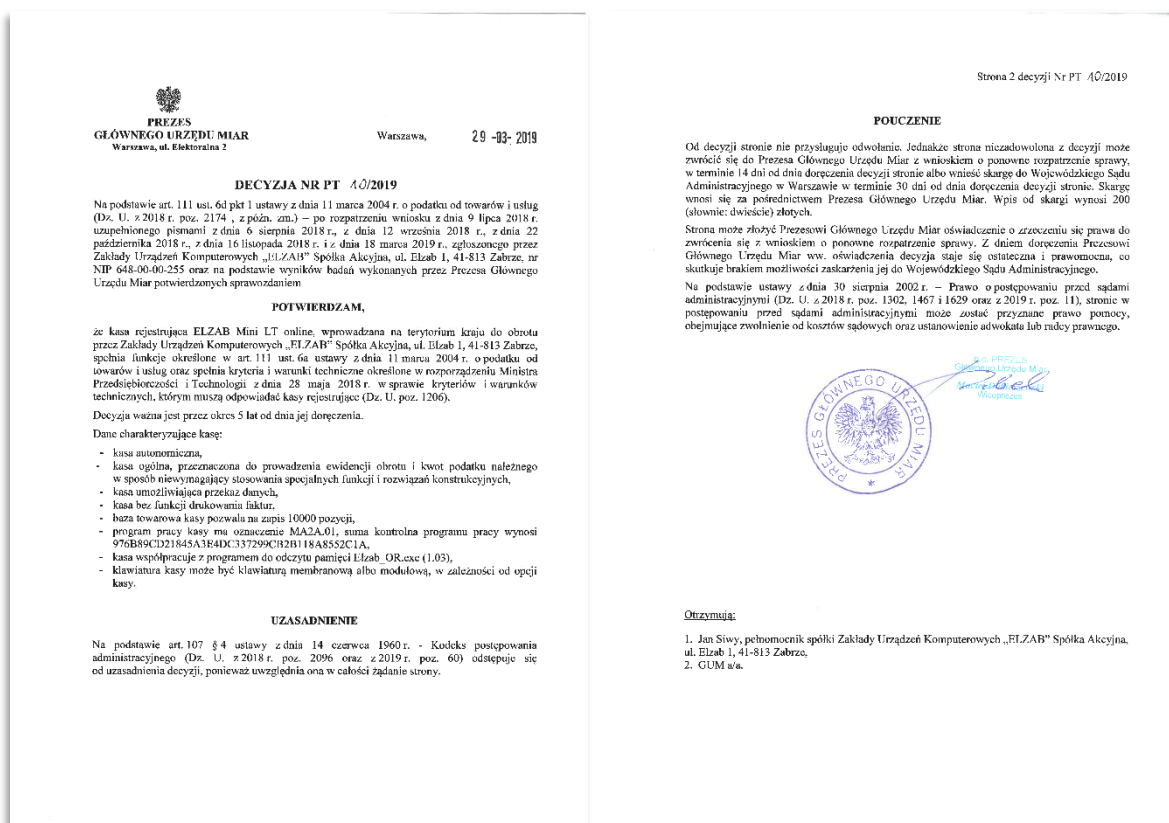 PREZES
GŁÓWNEGO URZĘDU MIAR
Warszawa, ul. Elektoralna 2
Warszawa, 29 -03- 2019
DECYZJA NR PT 10/2019
Na podstawie art. 111 ust. 6d pkt 1 ustawy z dnia 11 marca 2004 r. o podatku od towarów i usług
(Dz. U. z 2018 r. poz. 2174 , z późn. zm.) – po rozpatrzeniu wniosku z dnia 9 lipca 2018 r.
uzupełnionego pismami z dnia 6 sierpnia 2018 r., z dnia 12 września 2018 r., z dnia 22
października 2018 r., z dnia 16 listopada 2018 r. i z dnia 18 marca 2019 r., zgłoszonego przez
Zakłady Urządzeń Komputerowych „ELZAB” Spółka Akcyjna, ul. Elzab 1, 41-813 Zabrze, nr
NIP 648-00-00-255 oraz na podstawie wyników badań wykonanych przez Prezesa Głównego
Urzędu Miar potwierdzonych sprawozdaniem
POTWIERDZAM,
że kasa rejestrująca ELZAB Mini LT online, wprowadzana na terytorium kraju do obrotu
przez Zakłady Urządzeń Komputerowych „ELZAB” Spółka Akcyjna, ul. Elzab 1, 41-813 Zabrze,
spełnia funkcje określone w art. 111 ust. 6a ustawy z dnia 11 marca 2004 r. o podatku od
towarów i usług oraz spełnia kryteria i warunki techniczne określone w rozporządzeniu Ministra
Przedsiębiorczości i Technologii z dnia 28 maja 2018 r. w sprawie kryteriów i warunków
technicznych, którym muszą odpowiadać kasy rejestrujące (Dz. U. poz. 1206).
Decyzja ważna jest przez okres 5 lat od dnia jej doręczenia.
Dane charakteryzujące kasę:
- kasa autonomiczna,
- kasa ogólna, przeznaczona do prowadzenia ewidencji obrotu i kwot podatku należnego
w sposób niewymagający stosowania specjalnych funkcji i rozwiązań konstrukcyjnych,
- kasa umożliwiająca przekaz danych,
- kasa bez funkcji drukowania faktur,
- baza towarowa kasy pozwala na zapis 10000 pozycji,
- program pracy kasy ma oznaczenie MA2A.01, suma kontrolna programu pracy wynosi
976B89CD21845A3E4DC337299CB2B118A8552C1A,
- kasa współpracuje z programem do odczytu pamięci Elzab_OR.exe (1.03),
- klawiatura kasy może być klawiaturą membranową albo modułową, w zależności od opcji
kasy.
UZASADNIENIE
Na podstawie art. 107 § 4 ustawy z dnia 14 czerwca 1960 r. - Kodeks postępowania
administracyjnego (Dz. U. z 2018 r. poz. 2096 oraz z 2019 r. poz. 60) odstępuje się
od uzasadnienia decyzji, ponieważ uwzględnia ona w całości żądanie strony.
Strona 2 decyzji Nr PT 10/2019
POUCZENIE
Od decyzji stronie nie przysługuje odwołanie. Jednakże strona niezadowolona z decyzji może
zwrócić się do Prezesa Głównego Urzędu Miar z wnioskiem o ponowne rozpatrzenie sprawy,
w terminie 14 dni od dnia doręczenia decyzji stronie albo wnieść skargę do Wojewódzkiego Sądu
Administracyjnego w Warszawie w terminie 30 dni od dnia doręczenia decyzji stronie. Skargę
wnosi się za pośrednictwem Prezesa Głównego Urzędu Miar. Wpis od skargi wynosi 200
(słownie: dwieście) złotych.
Strona może złożyć Prezesowi Głównego Urzędu Miar oświadczenie o zrzeczeniu się prawa do
zwrócenia się z wnioskiem o ponowne rozpatrzenie sprawy. Z dniem doręczenia Prezesowi
Głównego Urzędu Miar ww. oświadczenia decyzja staje się ostateczna i prawomocna, co
skutkuje brakiem możliwości zaskarżenia jej do Wojewódzkiego Sądu Administracyjnego.
Na podstawie ustawy z dnia 30 sierpnia 2002 r. – Prawo o postępowaniu przed sądami
administracyjnymi (Dz. U. z 2018 r. poz. 1302, 1467 i 1629 oraz z 2019 r. poz. 11), stronie w
postępowaniu przed sądami administracyjnymi może zostać przyznane prawo pomocy,
obejmujące zwolnienie od kosztów sądowych oraz ustanowienie adwokata lub radcy prawnego.
p.o. PREZES
Głównego Urzędu Miar
Wiceprezes
PREZES GŁÓWNEGO URZĘDU MIAR
Otrzymują:
1. Jan Siwy, pełnomocnik spółki Zakłady Urządzeń Komputerowych „ELZAB” Spółka Akcyjna,
ul. Elzab 1, 41-813 Zabrze,
2. GUM a/a.